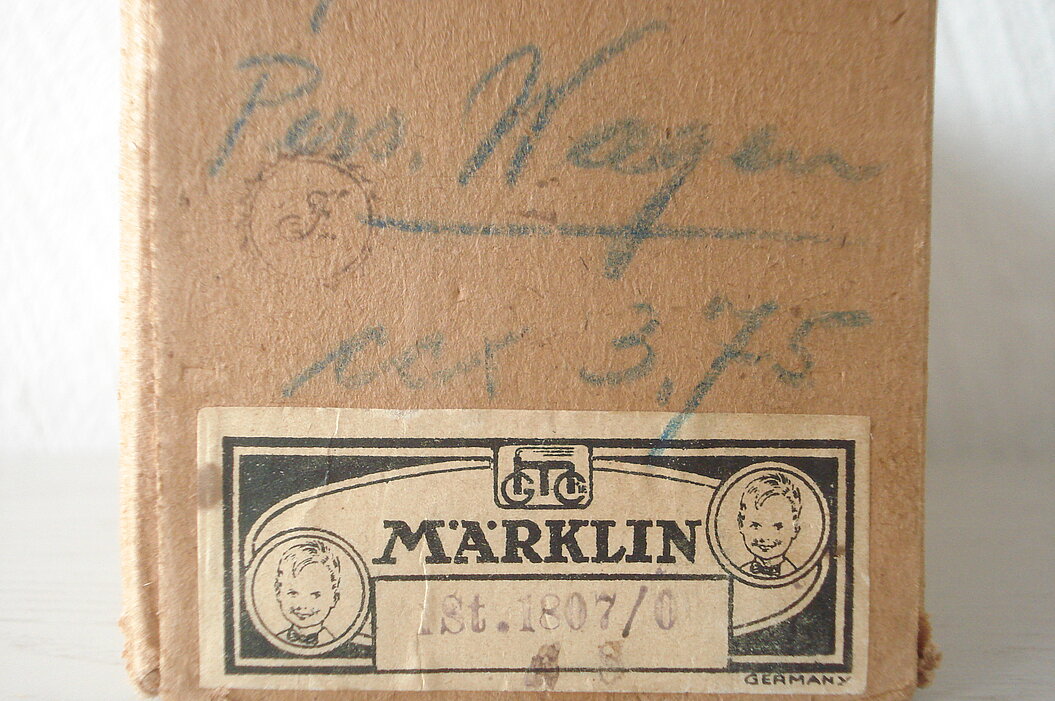 Pers. Wagen
3,75
MÄRKLIN
1St.1807/0
GERMANY